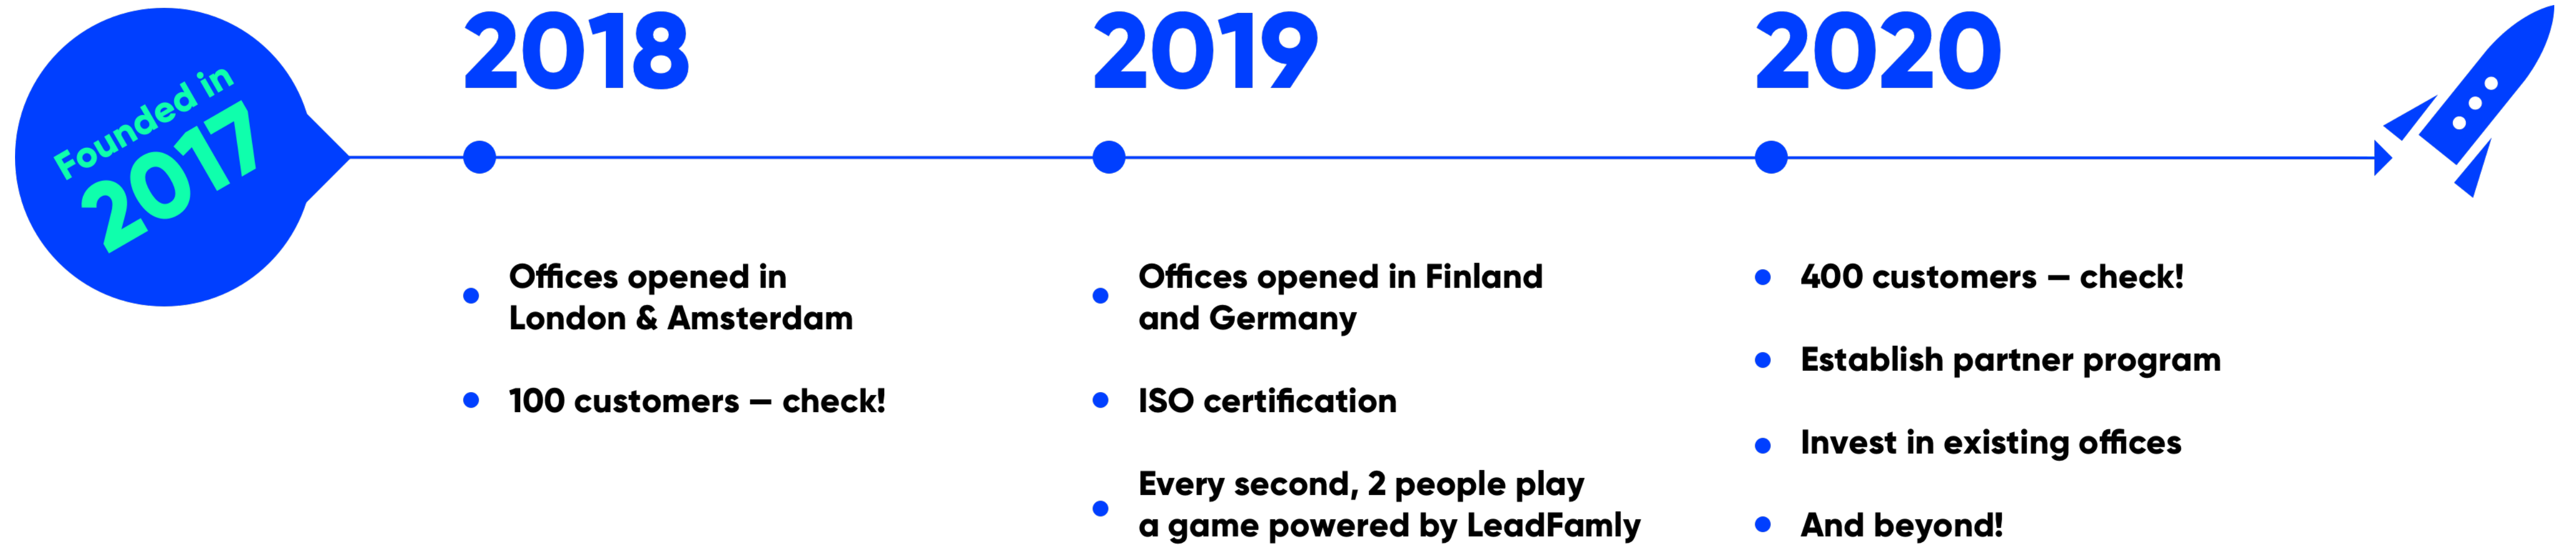 Founded in
2017
2018
Offices opened in
London & Amsterdam
100 customers — check!
2019
Offices opened in Finland
and Germany
ISO certification
Every second, 2 people play
a game powered by LeadFamly
2020
400 customers — check!
Establish partner program
Invest in existing offices
And beyond!